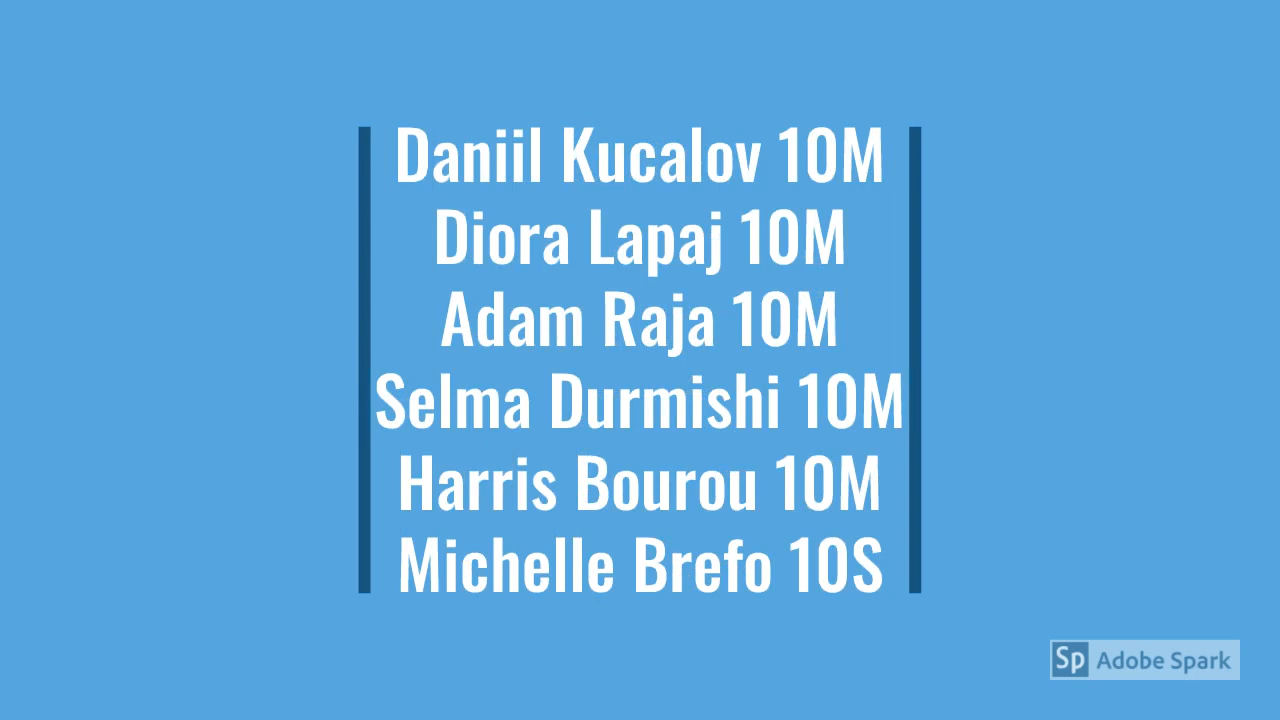 Daniil Kucalov 10M
Diora Lapaj 10M
Adam Raja 10M
Selma Durmishi 10M
Harris Bourou 10M
Michelle Brefo 10S
Sp Adobe Spark